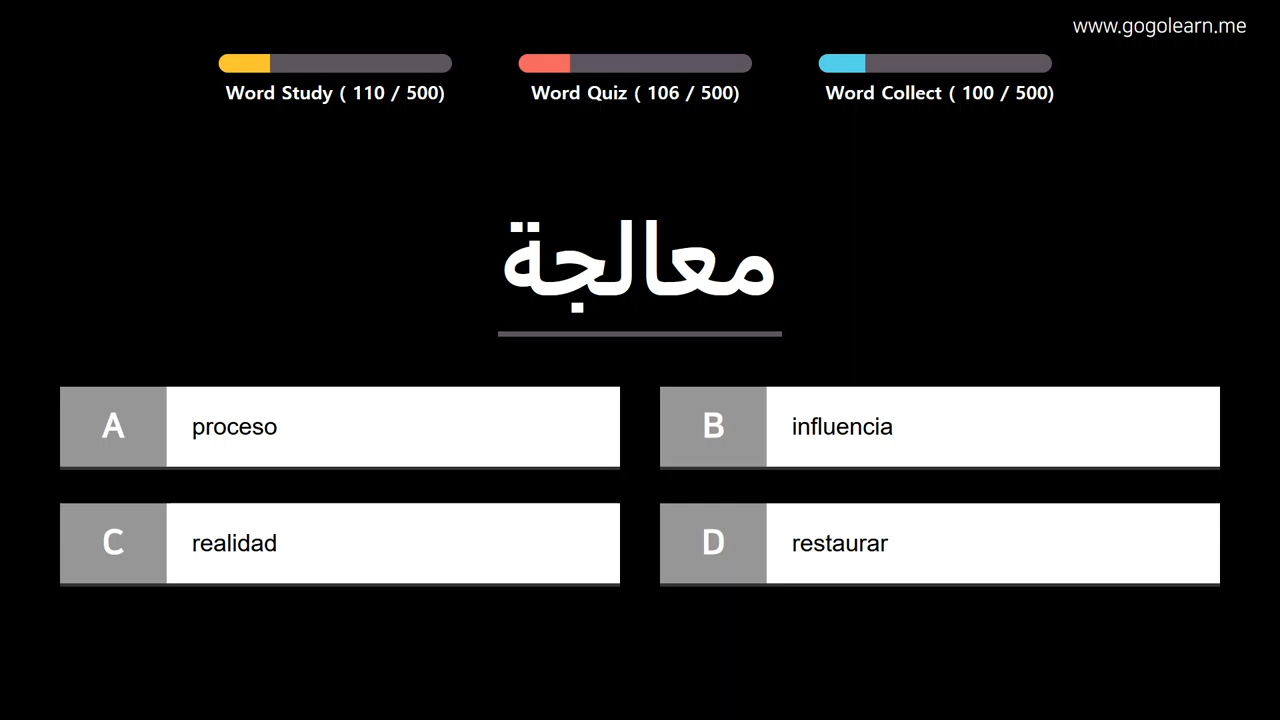 www.gogolearn.me
Word Study ( 110 / 500)
Word Quiz ( 106 / 500)
Word Collect ( 100 / 500)
معالجة
A proceso
B influencia
C realidad
D restaurar